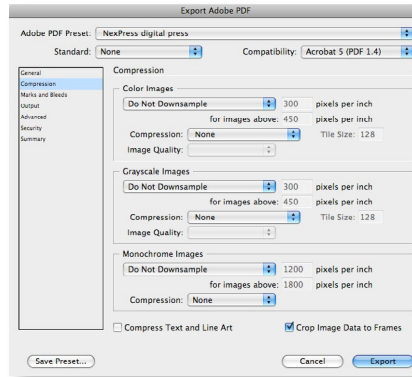 Export Adobe PDF
Adobe PDF Preset: NexPress digital press
Standard: None Compatibility: Acrobat 5 (PDF 1.4)
General
Compression
Marks and Bleeds
Output
Advanced
Security
Summary
Compression
Color Images
Do Not Downsample 300 pixels per inch
for images above: 450 pixels per inch
Compression: None Tile Size: 128
Image Quality:
Grayscale Images
Do Not Downsample 300 pixels per inch
for images above: 450 pixels per inch
Compression: None Tile Size: 128
Image Quality:
Monochrome Images
Do Not Downsample 1200 pixels per inch
for images above: 1800 pixels per inch
Compression: None
Compress Text and Line Art Crop Image Data to Frames
Save Preset... Cancel Export